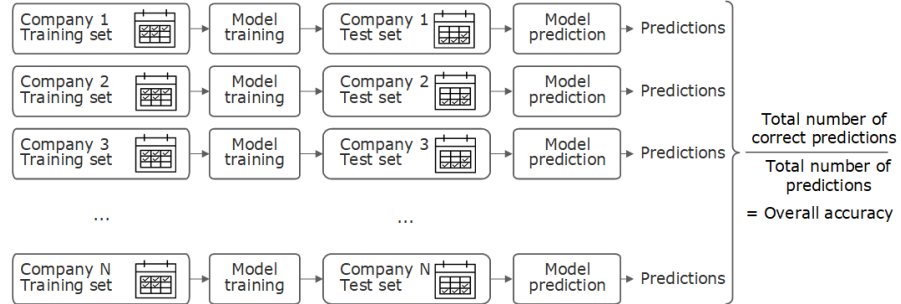 Company 1
Training set
Model
training
Company 1
Test set
Model
prediction
Predictions
Company 2
Training set
Model
training
Company 2
Test set
Model
prediction
Predictions
Company 3
Training set
Model
training
Company 3
Test set
Model
prediction
Predictions
...
...
Company N
Training set
Model
training
Company N
Test set
Model
prediction
Predictions
Total number of
correct predictions
Total number of
predictions
= Overall accuracy